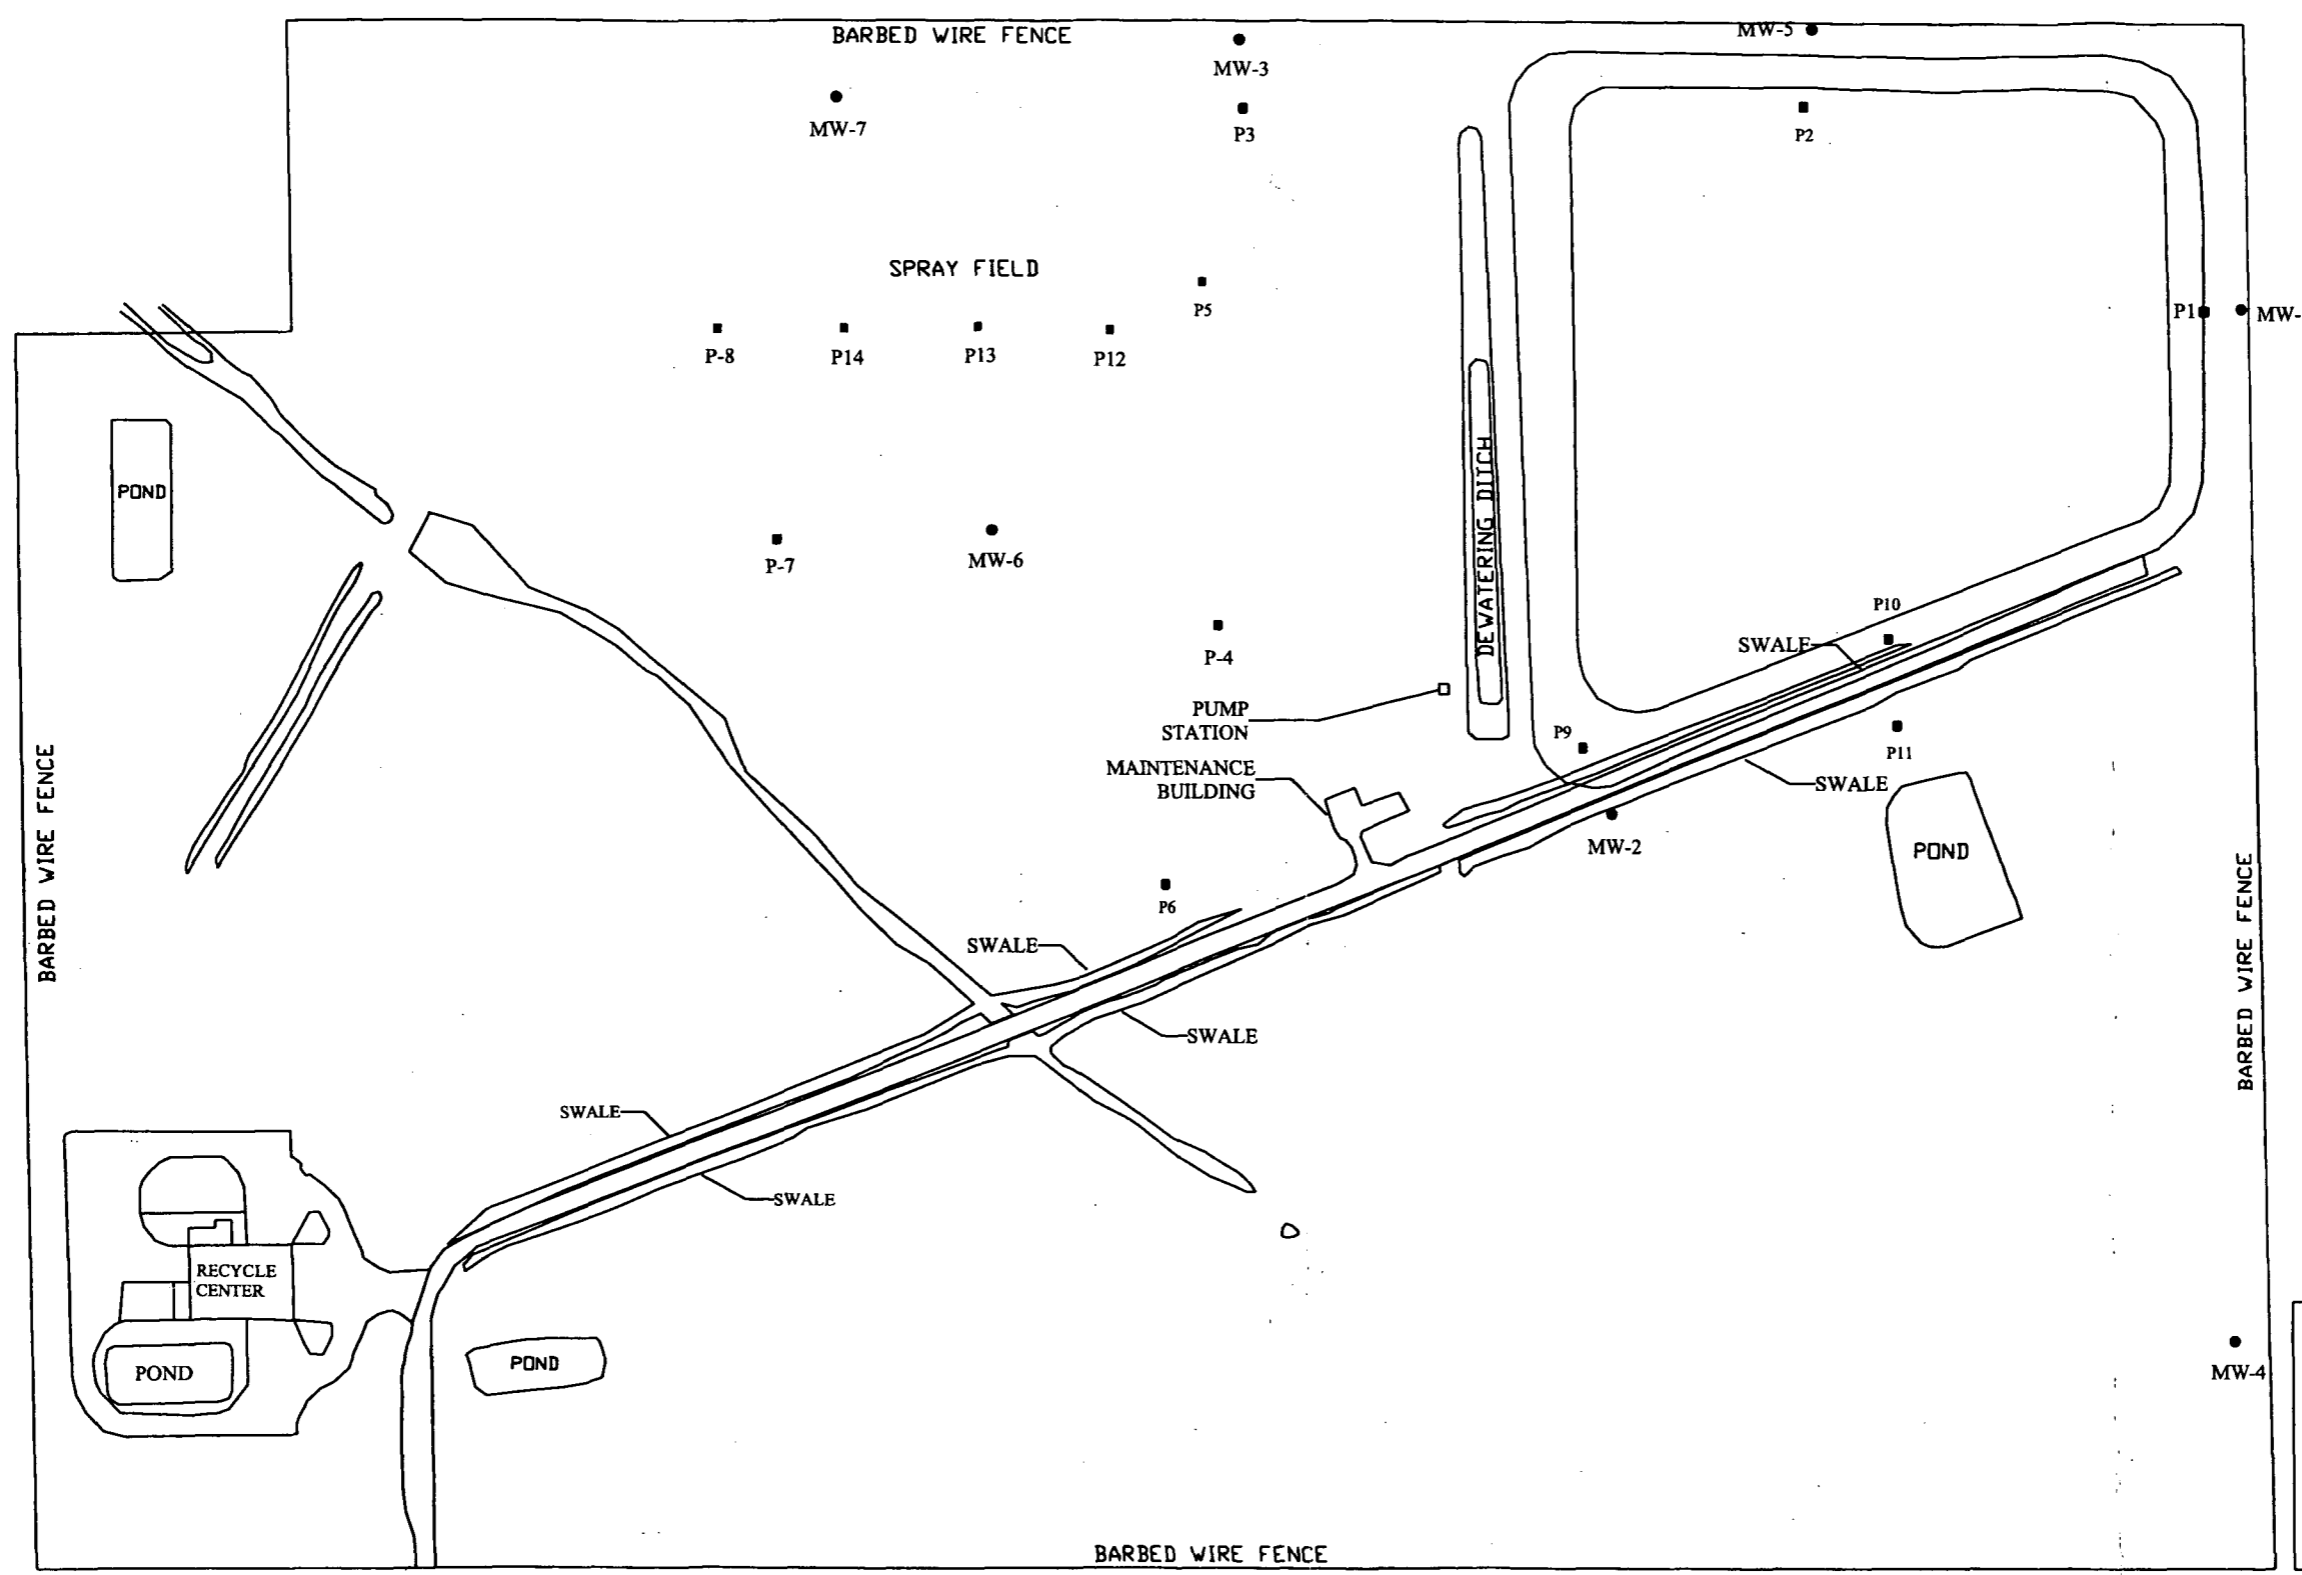 BARBED WIRE FENCE
MW-5
MW-3
MW-7
P3
P2
SPRAY FIELD
P5
P1
MW-
P-8
P14
P13
P12
POND
DEWATERING DITCH
P-7
MW-6
P10
SWALE
P-4
PUMP
STATION
P9
P11
MAINTENANCE
BUILDING
SWALE
MW-2
POND
BARBED WIRE FENCE
P6
BARBED WIRE FENCE
SWALE
SWALE
SWALE
SWALE
RECYCLE
CENTER
POND
POND
MW-4
BARBED WIRE FENCE